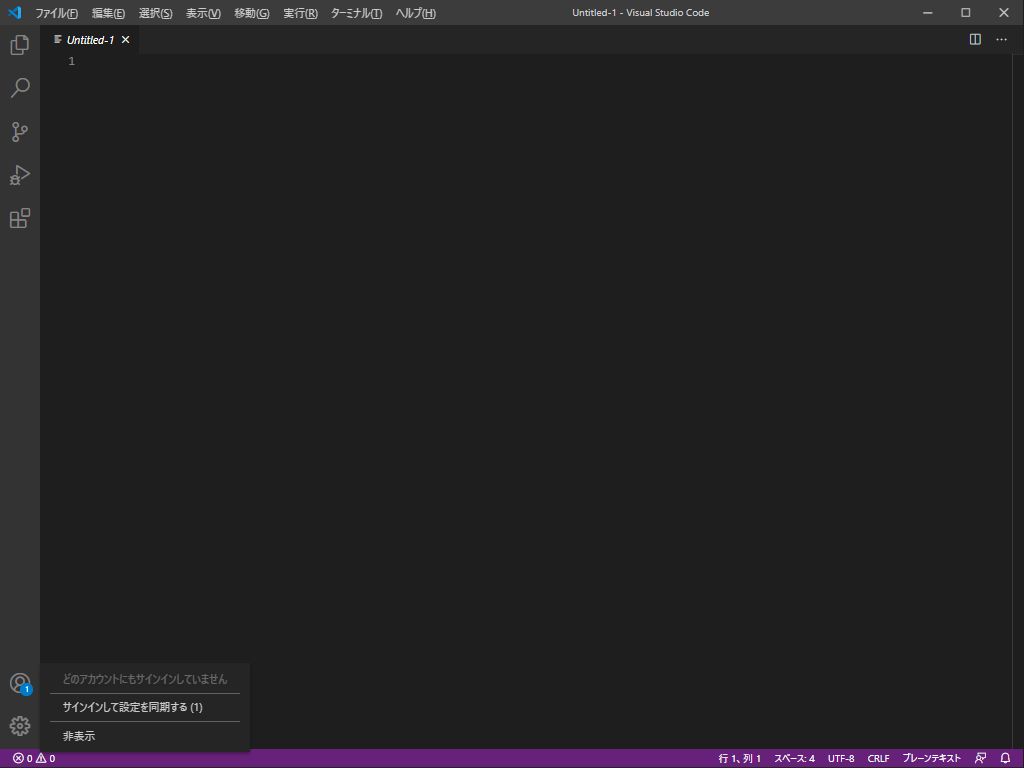 ファイル(F) 編集(E) 選択(S) 表示(V) 移動(G) 実行(R) ターミナル(T) ヘルプ(H) Untitled-1 - Visual Studio Code
Untitled-1
1
どのアカウントにもサインインしていません
1
サインインして設定を同期する (1)
非表示
0 0 行 1、列 1 スペース: 4 UTF-8 CRLF プレーンテキスト